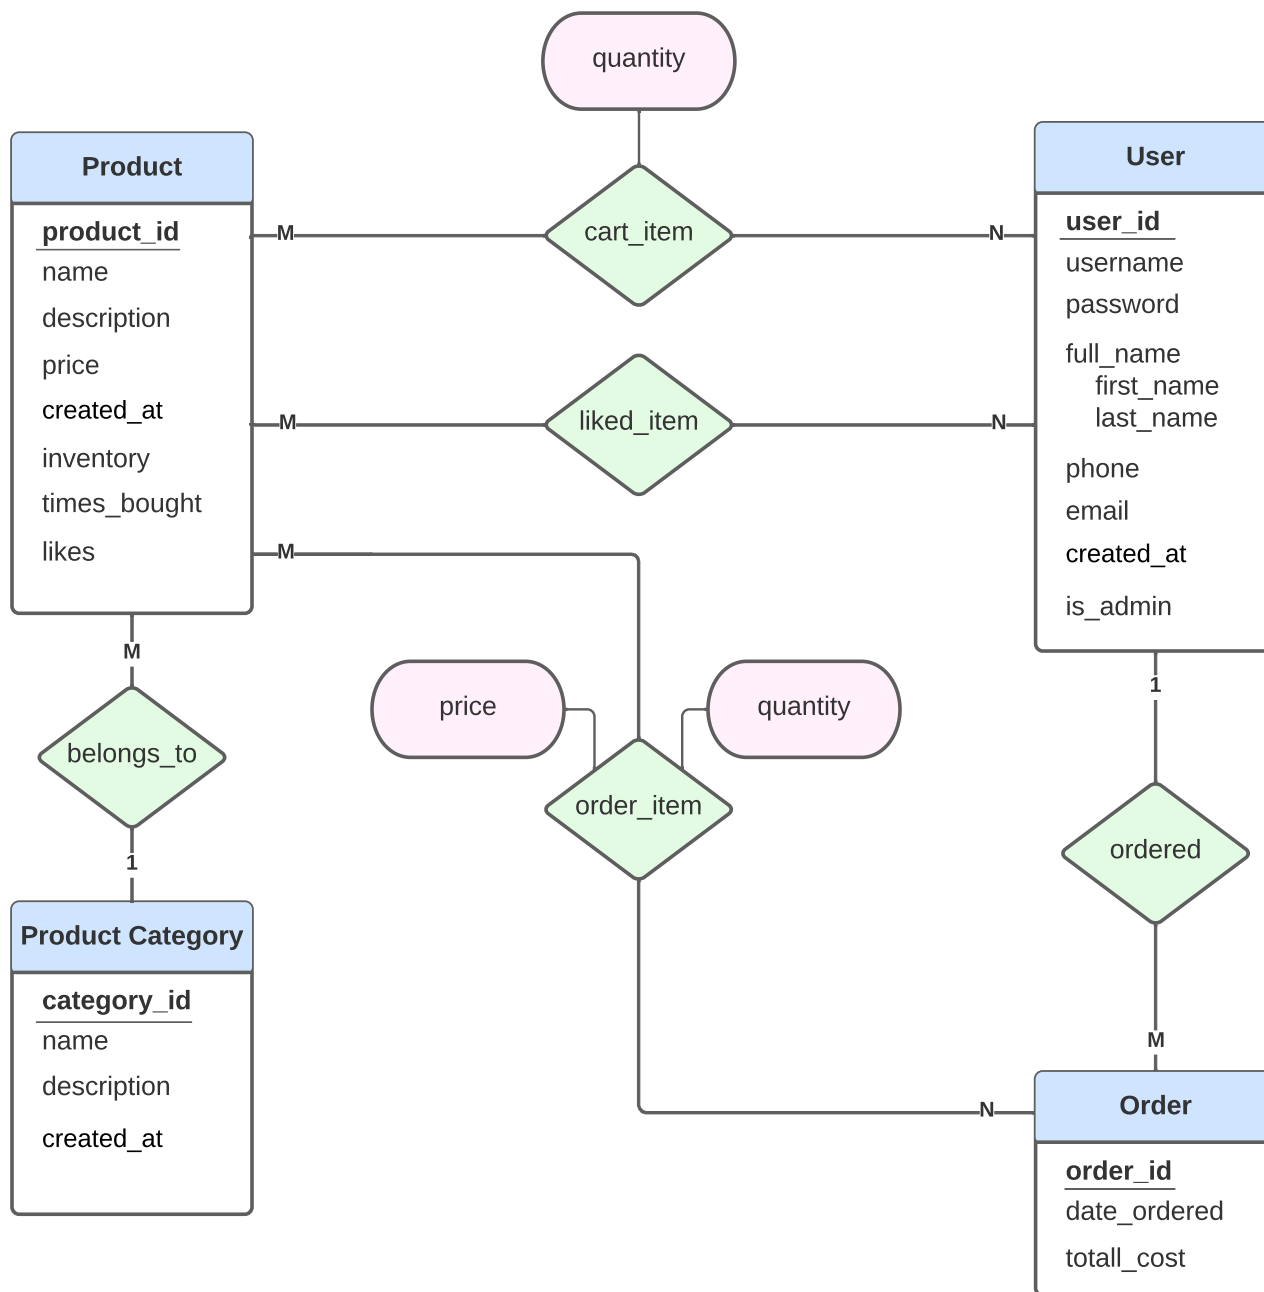 quantity
Product
product_id
name
description
price
created_at
inventory
times_bought
likes
M
cart_item
N
M
liked_item
N
M
User
user_id
username
password
full_name
first_name
last_name
phone
email
created_at
is_admin
M
belongs_to
1
price
quantity
order_item
1
ordered
M
Product Category
category_id
name
description
created_at
N
Order
order_id
date_ordered
totall_cost